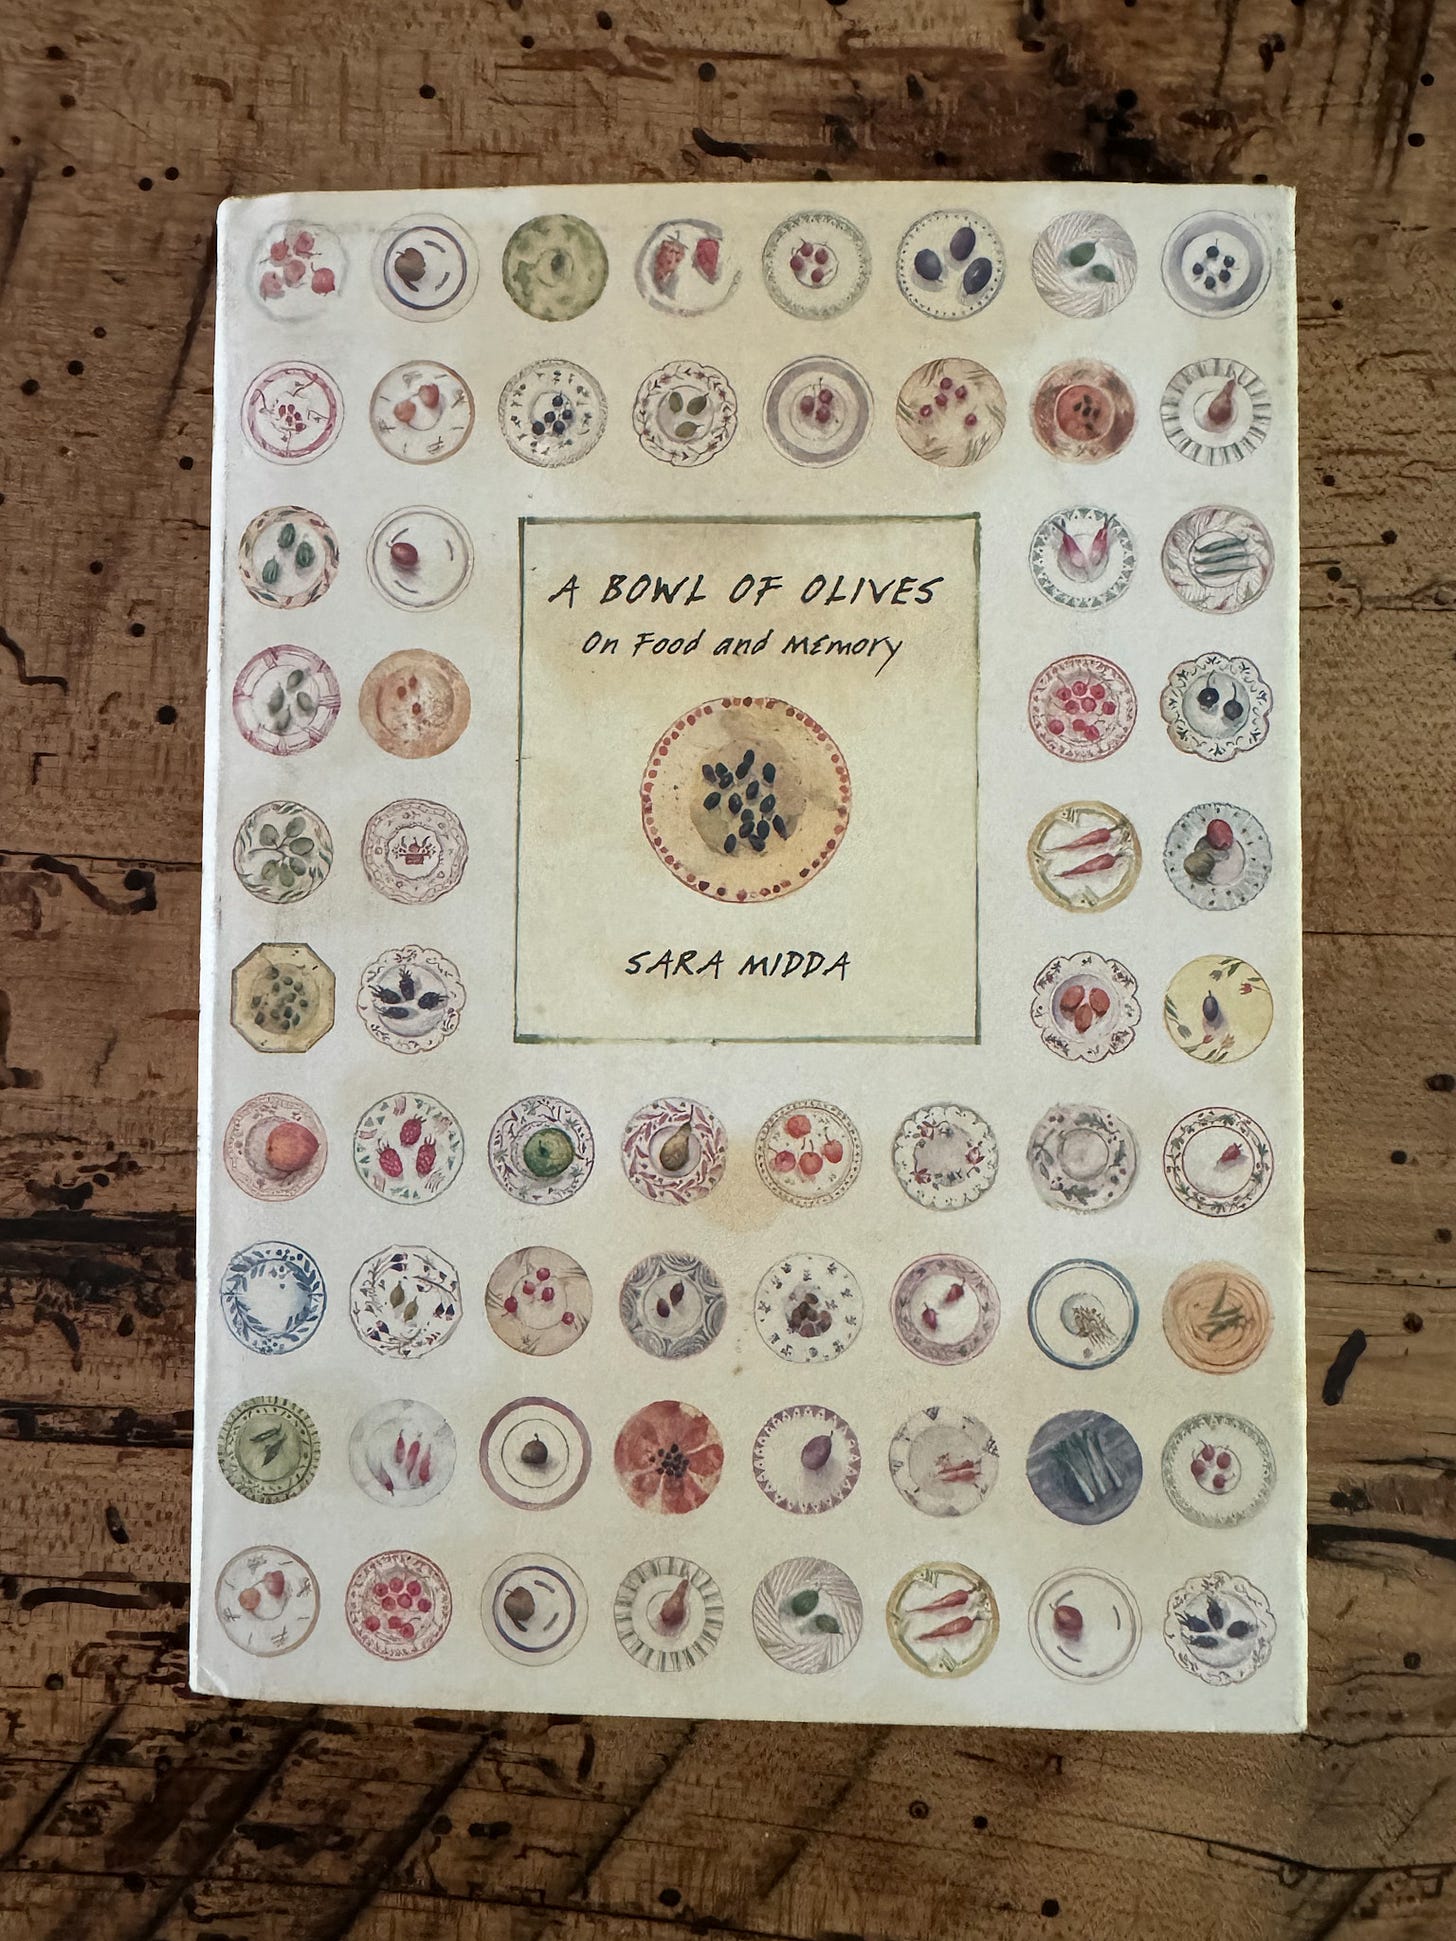 A BOWL OF OLIVES
On Food and Memory
SARA MIDDA